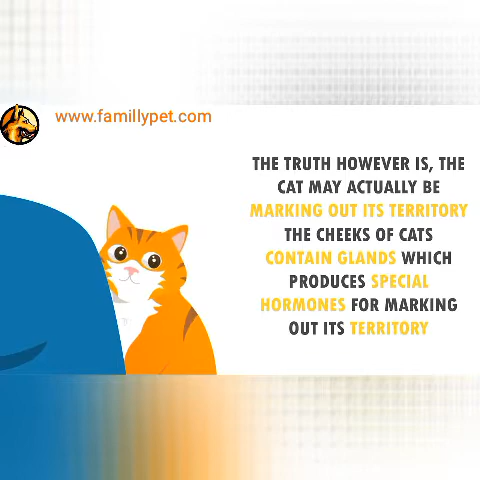 www.famillypet.com
THE TRUTH HOWEVER IS, THE
CAT MAY ACTUALLY BE
MARKING OUT ITS TERRITORY
THE CHEEKS OF CATS
CONTAIN GLANDS WHICH
PRODUCES SPECIAL
HORMONES FOR MARKING
OUT ITS TERRITORY